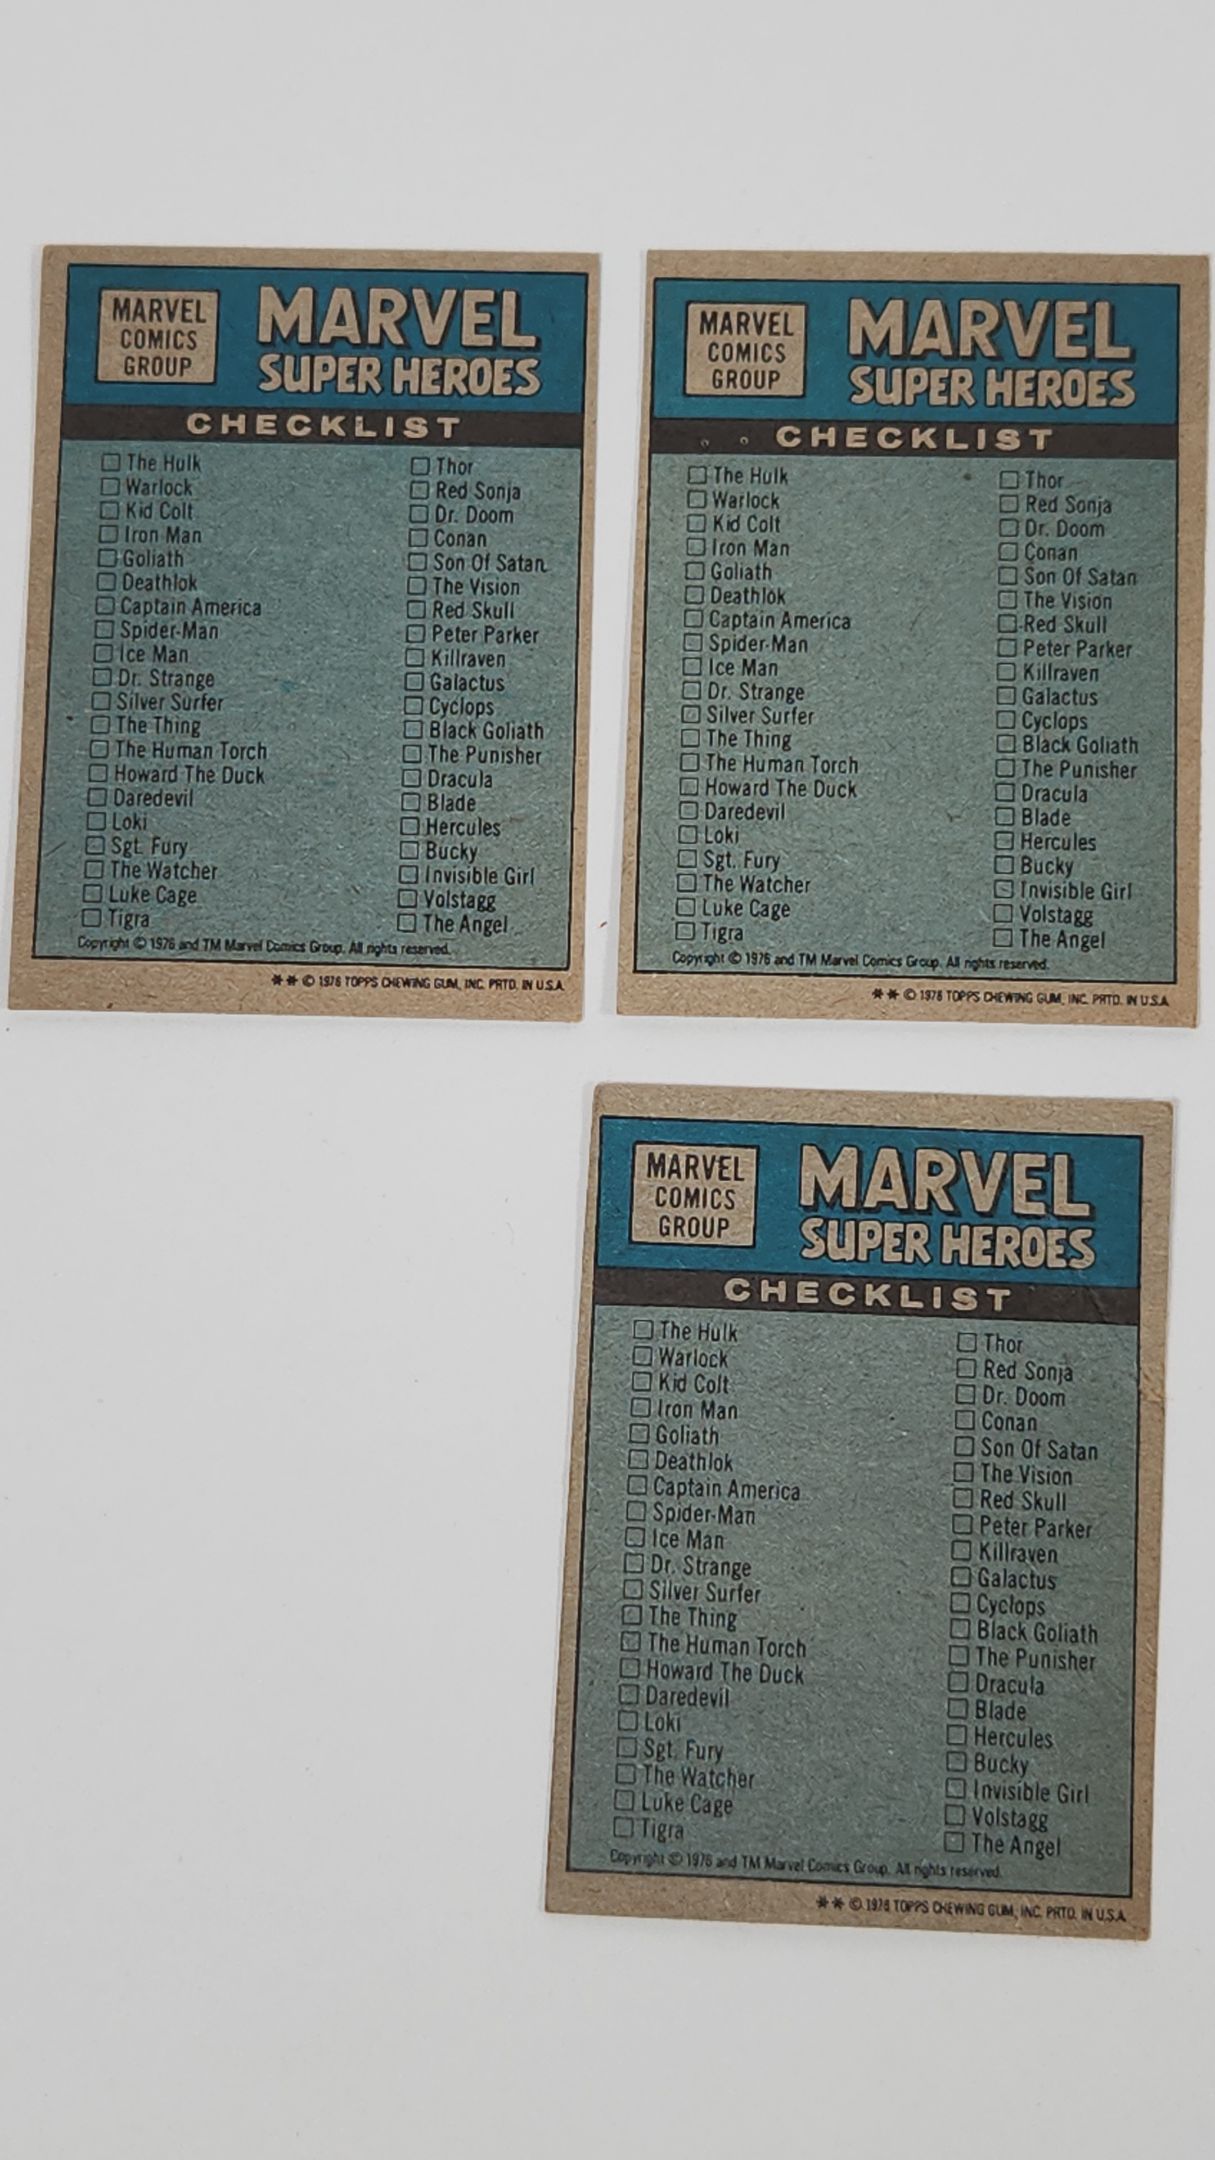 MARVEL
COMICS
GROUP
MARVEL
SUPER HEROES
CHECKLIST
The Hulk
Warlock
Kid Colt
Iron Man
Goliath
Deathlok
Captain America
Spider-Man
Ice Man
Dr. Strange
Silver Surfer
The Thing
The Human Torch
Howard The Duck
Daredevil
Loki
Sgt. Fury
The Watcher
Luke Cage
Tigra
Thor
Red Sonja
Dr. Doom
Conan
Son Of Satan
The Vision
Red Skull
Peter Parker
Killraven
Galactus
Cyclops
Black Goliath
The Punisher
Dracula
Blade
Hercules
Bucky
Invisible Girl
Volstagg
The Angel
Copyright © 1976 and TM Marvel Comics Group. All rights reserved.
** © 1976 TOPPS CHEWING GUM, INC. PRTD. IN U.S.A.
MARVEL
COMICS
GROUP
MARVEL
SUPER HEROES
CHECKLIST
The Hulk
Warlock
Kid Colt
Iron Man
Goliath
Deathlok
Captain America
Spider-Man
Ice Man
Dr. Strange
Silver Surfer
The Thing
The Human Torch
Howard The Duck
Daredevil
Loki
Sgt. Fury
The Watcher
Luke Cage
Tigra
Thor
Red Sonja
Dr. Doom
Conan
Son Of Satan
The Vision
Red Skull
Peter Parker
Killraven
Galactus
Cyclops
Black Goliath
The Punisher
Dracula
Blade
Hercules
Bucky
Invisible Girl
Volstagg
The Angel
Copyright © 1976 and TM Marvel Comics Group. All rights reserved.
** © 1976 TOPPS CHEWING GUM, INC. PRTD. IN U.S.A.
MARVEL
COMICS
GROUP
MARVEL
SUPER HEROES
CHECKLIST
The Hulk
Warlock
Kid Colt
Iron Man
Goliath
Deathlok
Captain America
Spider-Man
Ice Man
Dr. Strange
Silver Surfer
The Thing
The Human Torch
Howard The Duck
Daredevil
Loki
Sgt. Fury
The Watcher
Luke Cage
Tigra
Thor
Red Sonja
Dr. Doom
Conan
Son Of Satan
The Vision
Red Skull
Peter Parker
Killraven
Galactus
Cyclops
Black Goliath
The Punisher
Dracula
Blade
Hercules
Bucky
Invisible Girl
Volstagg
The Angel
Copyright © 1976 and TM Marvel Comics Group. All rights reserved.
** © 1976 TOPPS CHEWING GUM, INC. PRTD. IN U.S.A.